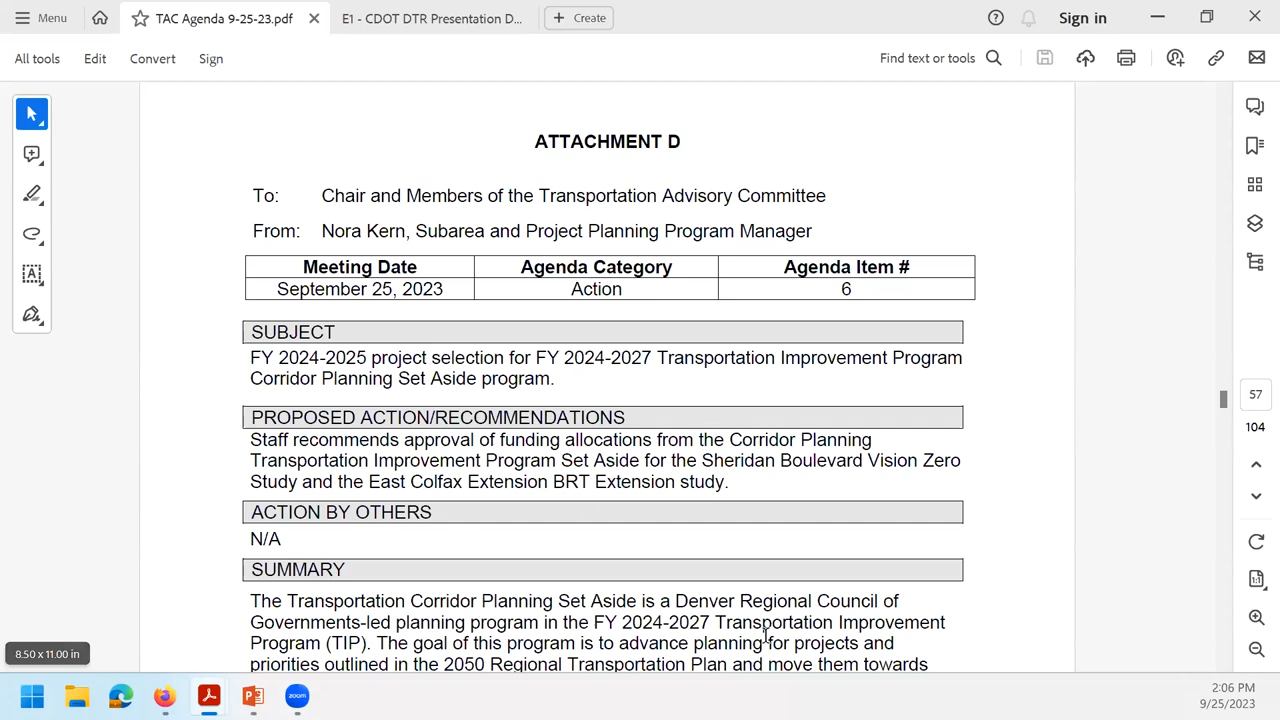 Menu
TAC Agenda 9-25-23.pdf
E1 - CDOT DTR Presentation D...
Create
Sign in
All tools Edit Convert Sign
Find text or tools
ATTACHMENT D
To: Chair and Members of the Transportation Advisory Committee
From: Nora Kern, Subarea and Project Planning Program Manager
Meeting Date Agenda Category Agenda Item #
September 25, 2023 Action 6
SUBJECT
FY 2024-2025 project selection for FY 2024-2027 Transportation Improvement Program
Corridor Planning Set Aside program.
PROPOSED ACTION/RECOMMENDATIONS
Staff recommends approval of funding allocations from the Corridor Planning
Transportation Improvement Program Set Aside for the Sheridan Boulevard Vision Zero
Study and the East Colfax Extension BRT Extension study.
ACTION BY OTHERS
N/A
SUMMARY
The Transportation Corridor Planning Set Aside is a Denver Regional Council of
Governments-led planning program in the FY 2024-2027 Transportation Improvement
Program (TIP). The goal of this program is to advance planning for projects and
priorities outlined in the 2050 Regional Transportation Plan and move them towards
57
104
1:1
8.50 x 11.00 in
zoom
2:06 PM
9/25/2023